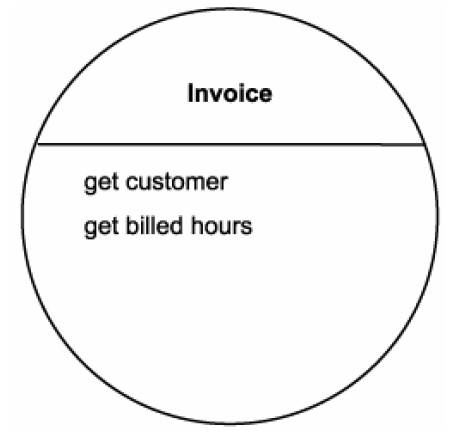 Invoice
get customer
get billed hours